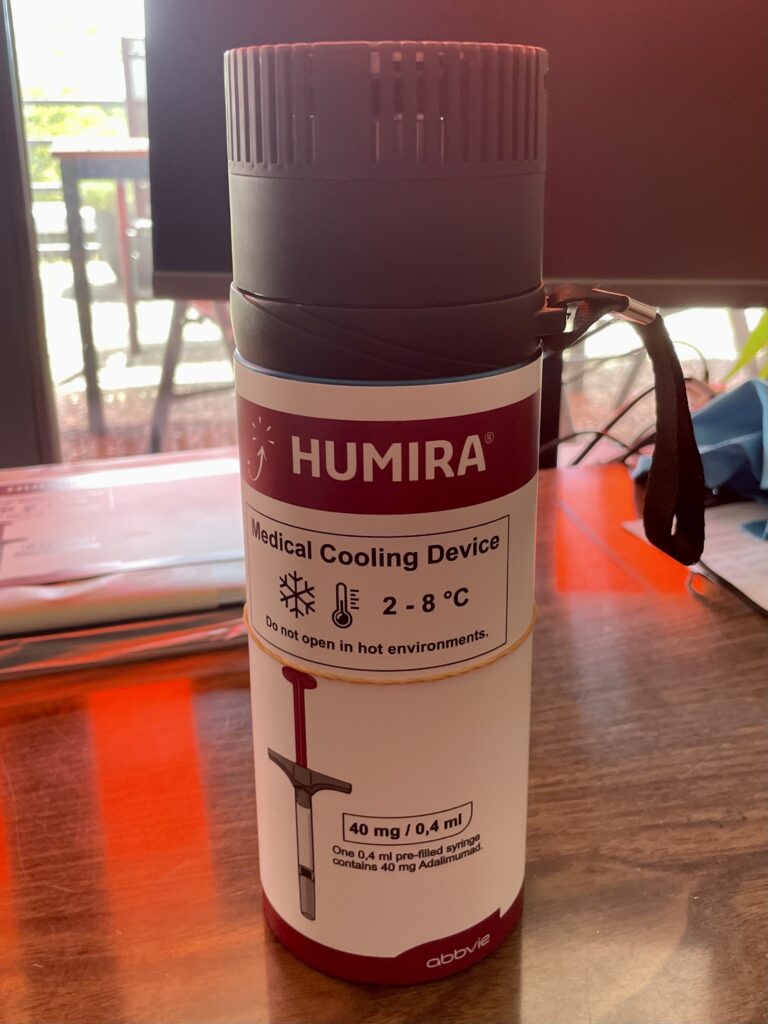 HUMIRA®
Medical Cooling Device
2 - 8 °C
Do not open in hot environments.
40 mg / 0,4 ml
One 0,4 ml pre-filled syringe
contains 40 mg Adalimumad.
abbvie